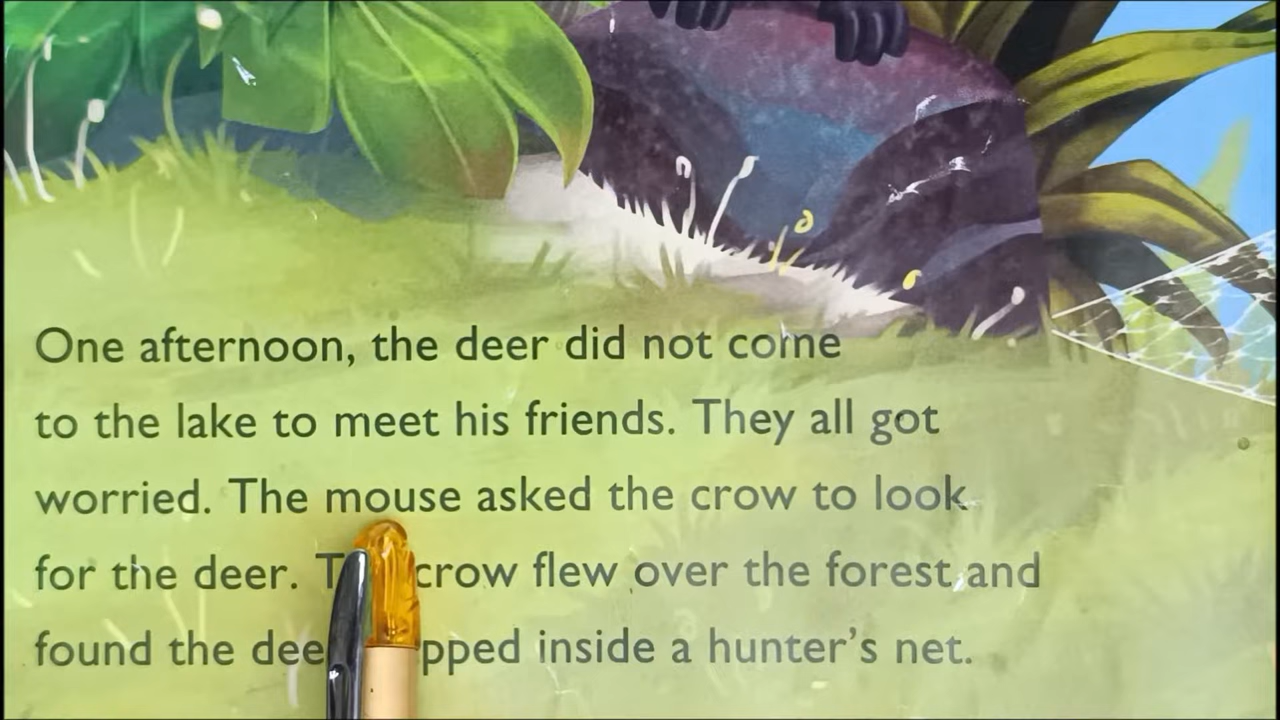 One afternoon, the deer did not come
to the lake to meet his friends. They all got
worried. The mouse asked the crow to look
for the deer. crow flew over the forest and
found the inside a hunter's net.